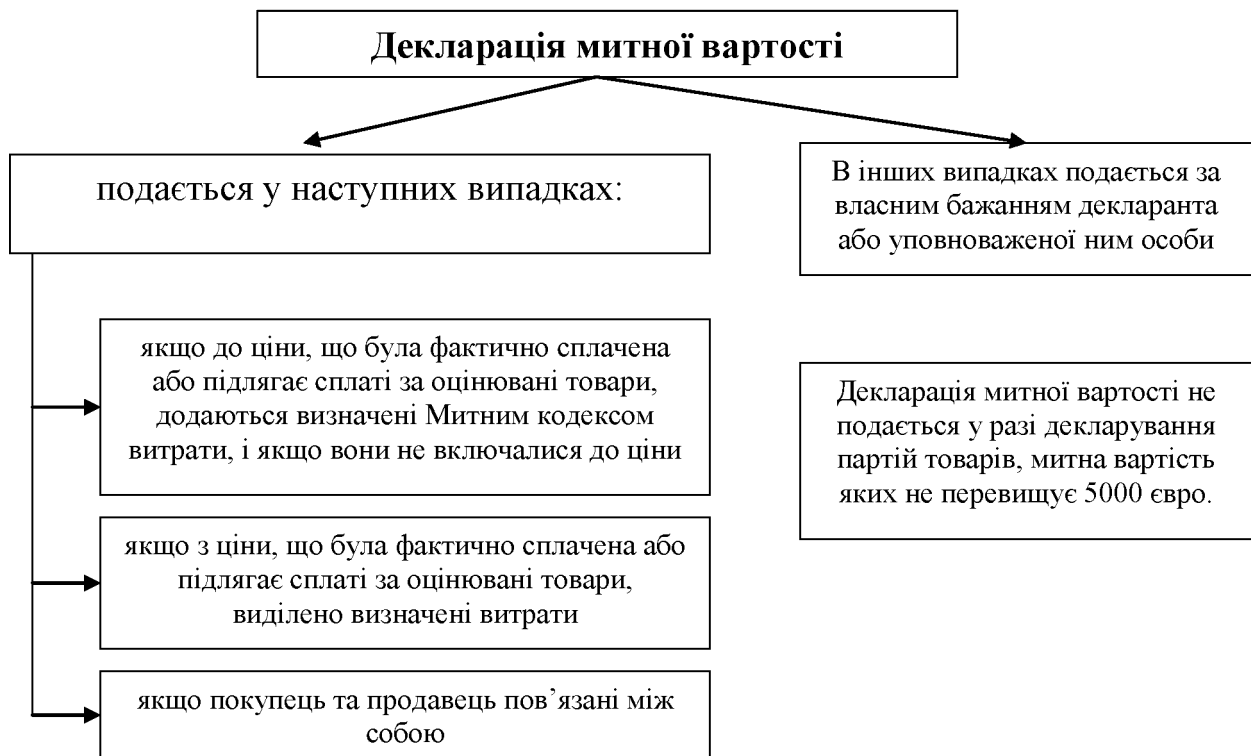 Декларація митної вартості
подається у наступних випадках:
якщо до ціни, що була фактично сплачена
або підлягає сплаті за оцінювані товари,
додаються визначені Митним кодексом
витрати, і якщо вони не включалися до ціни
якщо з ціни, що була фактично сплачена або
підлягає сплаті за оцінювані товари,
виділено визначені витрати
якщо покупець та продавець пов’язані між
собою
В інших випадках подається за
власним бажанням декларанта
або уповноваженої ним особи
Декларація митної вартості не
подається у разі декларування
партій товарів, митна вартість
яких не перевищує 5000 євро.